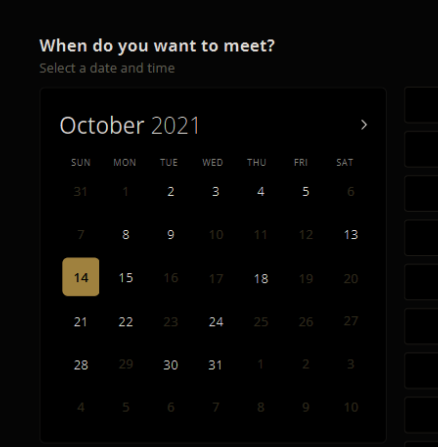 When do you want to meet?
Select a date and time
October 2021 >
SUN MON TUE WED THU FRI SAT
31 1 2 3 4 5 6
7 8 9 10 11 12 13
14 15 16 17 18 19 20
21 22 23 24 25 26 27
28 29 30 31 1 2 3
4 5 6 7 8 9 10